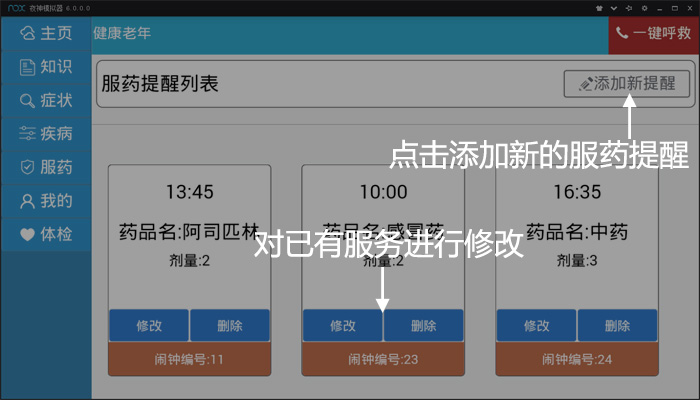 nox 夜神模拟器 6.0.0.0
主页
知识
症状
疾病
服药
我的
体检
健康老年
一键呼救
服药提醒列表
添加新提醒
点击添加新的服药提醒
13:45
药品名:阿司匹林
剂量:2
修改 删除
闹钟编号:11
10:00
药品名:感冒药
剂量:2
修改 删除
闹钟编号:23
16:35
药品名:中药
剂量:3
修改 删除
闹钟编号:24
对已有服务进行修改